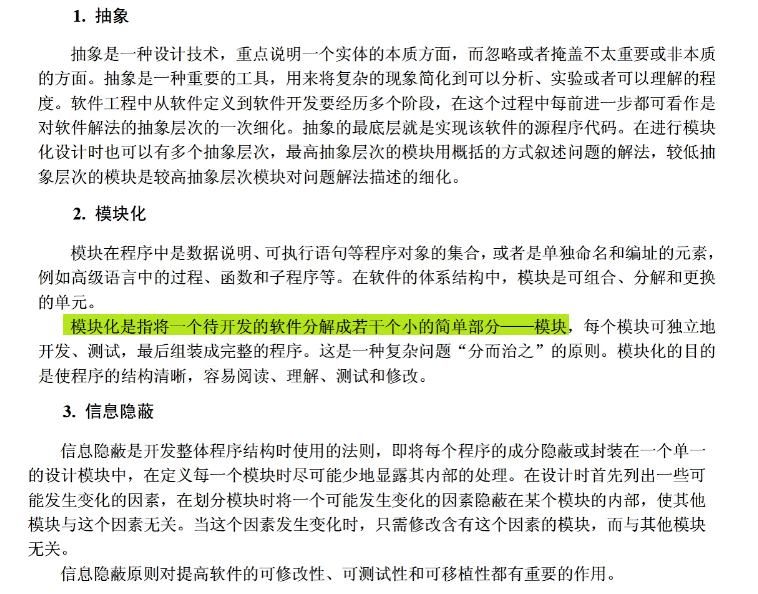 1. 抽象
抽象是一种设计技术，重点说明一个实体的本质方面，而忽略或者掩盖不太重要或非本质
的方面。抽象是一种重要的工具，用来将复杂的现象简化到可以分析、实验或者可以理解的程
度。软件工程中从软件定义到软件开发要经历多个阶段，在这个过程中每前进一步都可看作是
对软件解法的抽象层次的一次细化。抽象的最底层就是实现该软件的源程序代码。在进行模块
化设计时也可以有多个抽象层次，最高抽象层次的模块用概括的方式叙述问题的解法，较低抽
象层次的模块是较高抽象层次模块对问题解法描述的细化。
2. 模块化
模块在程序中是数据说明、可执行语句等程序对象的集合，或者是单独命名和编址的元素，
例如高级语言中的过程、函数和子程序等。在软件的体系结构中，模块是可组合、分解和更换
的单元。
模块化是指将一个待开发的软件分解成若干个小的简单部分——模块，每个模块可独立地
开发、测试，最后组装成完整的程序。这是一种复杂问题“分而治之”的原则。模块化的目的
是使程序的结构清晰，容易阅读、理解、测试和修改。
3. 信息隐蔽
信息隐蔽是开发整体程序结构时使用的法则，即将每个程序的成分隐蔽或封装在一个单一
的设计模块中，在定义每一个模块时尽可能少地显露其内部的处理。在设计时首先列出一些可
能发生变化的因素，在划分模块时将一个可能发生变化的因素隐蔽在某个模块的内部，使其他
模块与这个因素无关。当这个因素发生变化时，只需修改含有这个因素的模块，而与其他模块
无关。
信息隐蔽原则对提高软件的可修改性、可测试性和可移植性都有重要的作用。